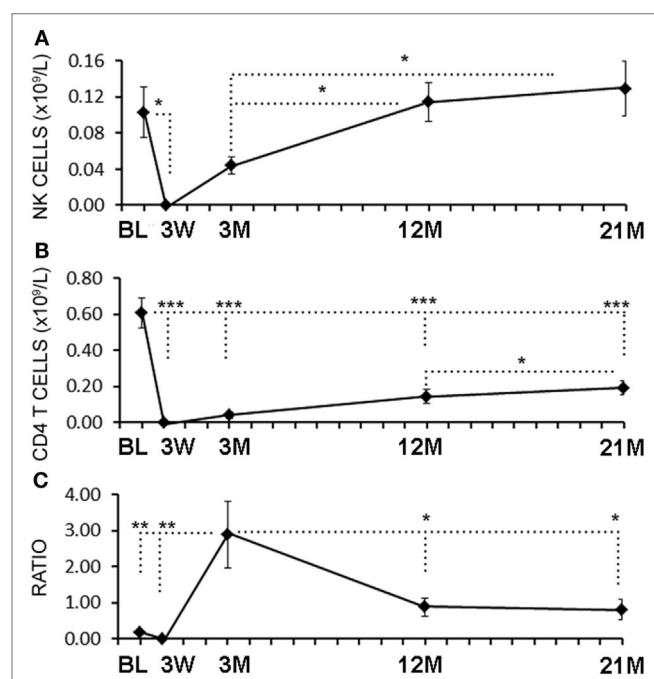 A
NK CELLS (x10⁹/L)
0.16
0.12
0.08
0.04
0.00
*
*
*
BL 3W 3M 12M 21M
B
CD4 T CELLS (x10⁹/L)
0.80
0.60
0.40
0.20
0.00
*** *** *** ***
*
BL 3W 3M 12M 21M
C
RATIO
4.00
3.00
2.00
1.00
0.00
** ** * *
BL 3W 3M 12M 21M